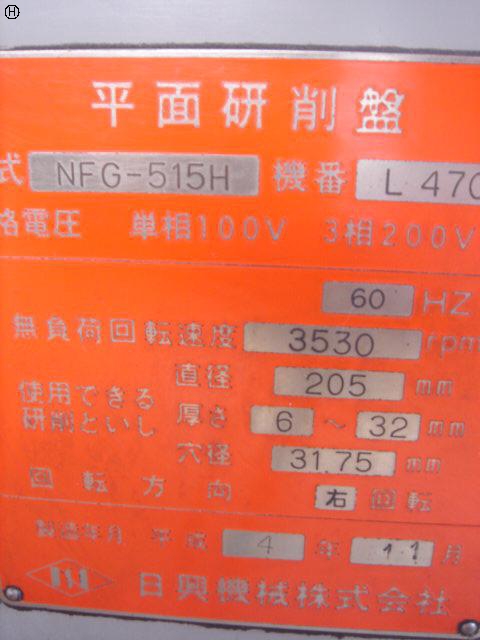 H
平面研削盤
式 NFG-515H 機番 L 470
格電圧 単相100V 3相200V
60 HZ
無負荷回転速度 3530 rpm
直径 205 mm
使用できる
研削といし
厚さ 6 ~ 32 mm
穴径 31.75 mm
回転方向 右 回転
製造年月 平成 4 年 11 月
日興機械株式会社